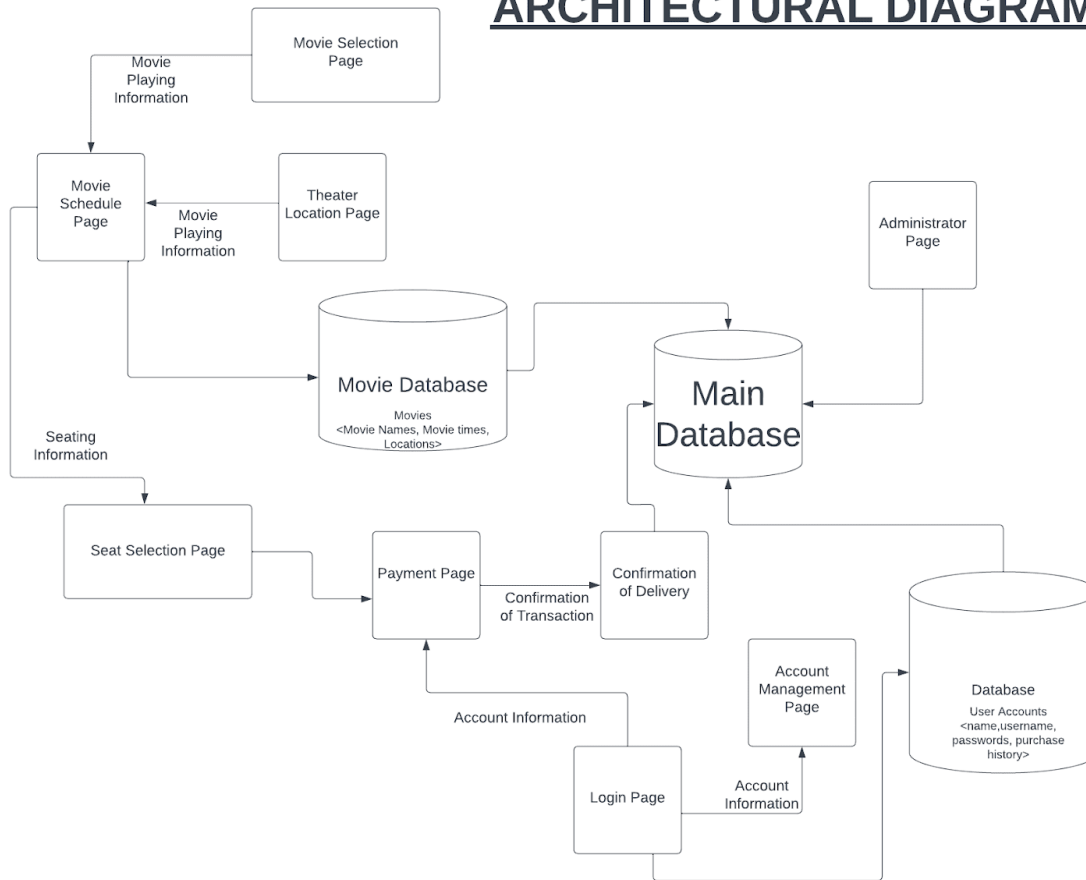 ARCHITECTURAL DIAGRAM
Movie Selection
Page
Movie
Playing
Information
Movie
Schedule
Page
Theater
Location Page
Movie
Playing
Information
Administrator
Page
Movie Database
Movies
<Movie Names, Movie times,
Locations>
Main
Database
Seating
Information
Seat Selection Page
Payment Page
Confirmation
of Transaction
Confirmation
of Delivery
Account
Management
Page
Database
User Accounts
<name,username,
passwords, purchase
history>
Account Information
Login Page
Account
Information